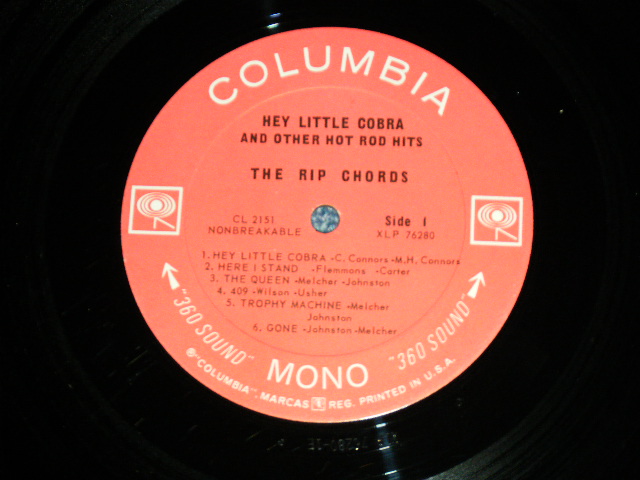 COLUMBIA
HEY LITTLE COBRA
AND OTHER HOT ROD HITS
THE RIP CHORDS
CL 2151
NONBREAKABLE
Side 1
XLP 76280
1. HEY LITTLE COBRA -C. Connors -M.H. Connors
2. HERE I STAND -Flemmons -Carter
3. THE QUEEN -Melcher -Johnston
4. 409 -Wilson -Usher
5. TROPHY MACHINE -Melcher
Johnston
6. GONE -Johnston -Melcher
"360 SOUND"
MONO
"360 SOUND"
® "COLUMBIA", MARCAS REG. PRINTED IN U.S.A.